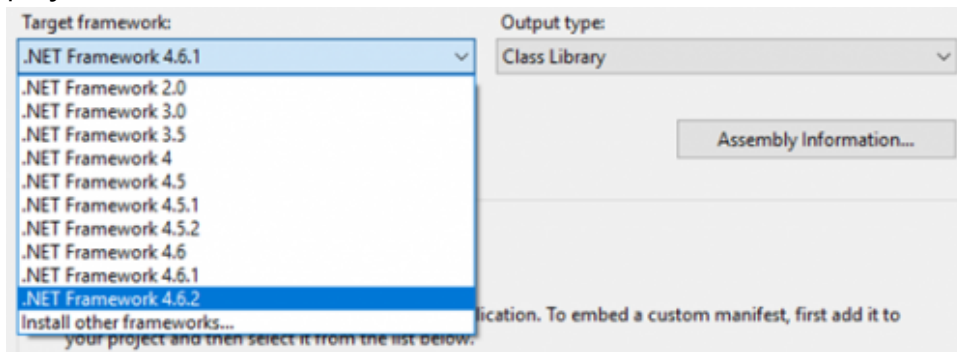 Target framework:
Output type:
.NET Framework 4.6.1
Class Library
.NET Framework 2.0
.NET Framework 3.0
.NET Framework 3.5
.NET Framework 4
.NET Framework 4.5
.NET Framework 4.5.1
.NET Framework 4.5.2
.NET Framework 4.6
.NET Framework 4.6.1
.NET Framework 4.6.2
Install other frameworks...
Assembly Information...
lication. To embed a custom manifest, first add it to
your project and then select it from the list below.